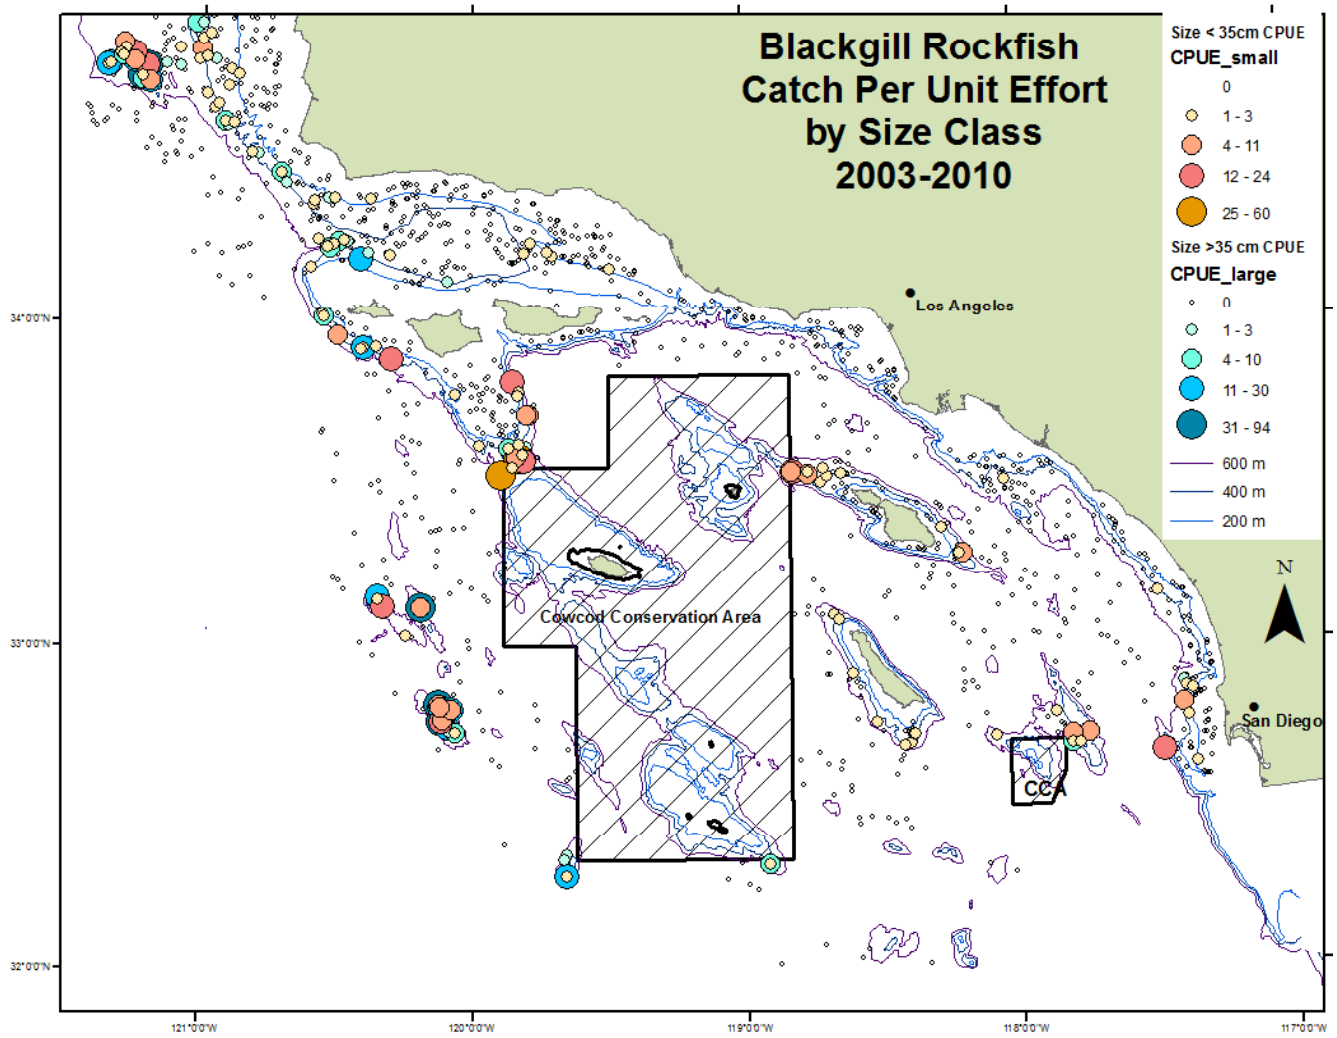 Blackgill Rockfish
Catch Per Unit Effort
by Size Class
2003-2010
Size < 35cm CPUE
CPUE_small
0
1 - 3
4 - 11
12 - 24
25 - 60
Size >35 cm CPUE
CPUE_large
0
1 - 3
4 - 10
11 - 30
31 - 94
600 m
400 m
200 m
N
Los Angeles
San Diego
Cowcod Conservation Area
CCA
34°0'0"N
33°0'0"N
32°0'0"N
121°0'0"W
120°0'0"W
119°0'0"W
118°0'0"W
117°0'0"W